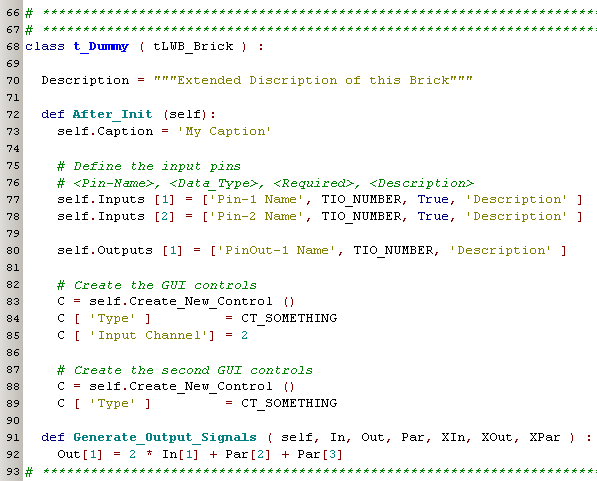 66 # ***********************************************************************
67 # ***********************************************************************
68 class t_Dummy ( tLWB_Brick ) :
69
70   Description = """Extended Discription of this Brick"""
71
72   def After_Init (self):
73     self.Caption = 'My Caption'
74
75     # Define the input pins
76     # <Pin-Name>, <Data_Type>, <Required>, <Description>
77     self.Inputs [1] = ['Pin-1 Name', TIO_NUMBER, True, 'Description' ]
78     self.Inputs [2] = ['Pin-2 Name', TIO_NUMBER, True, 'Description' ]
79
80     self.Outputs [1] = ['PinOut-1 Name', TIO_NUMBER, 'Description' ]
81
82     # Create the GUI controls
83     C = self.Create_New_Control ()
84     C [ 'Type' ]         = CT_SOMETHING
85     C [ 'Input Channel'] = 2
86
87     # Create the second GUI controls
88     C = self.Create_New_Control ()
89     C [ 'Type' ]         = CT_SOMETHING
90
91   def Generate_Output_Signals ( self, In, Out, Par, XIn, XOut, XPar ) :
92     Out[1] = 2 * In[1] + Par[2] + Par[3]
93 # ***********************************************************************